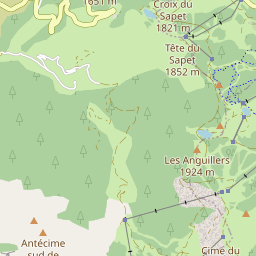 1651 m
Croix du
Sapet
1821 m
Tête du
Sapet
1852 m
Les Anguillers
1924 m
Antécime
sud de
Cime du